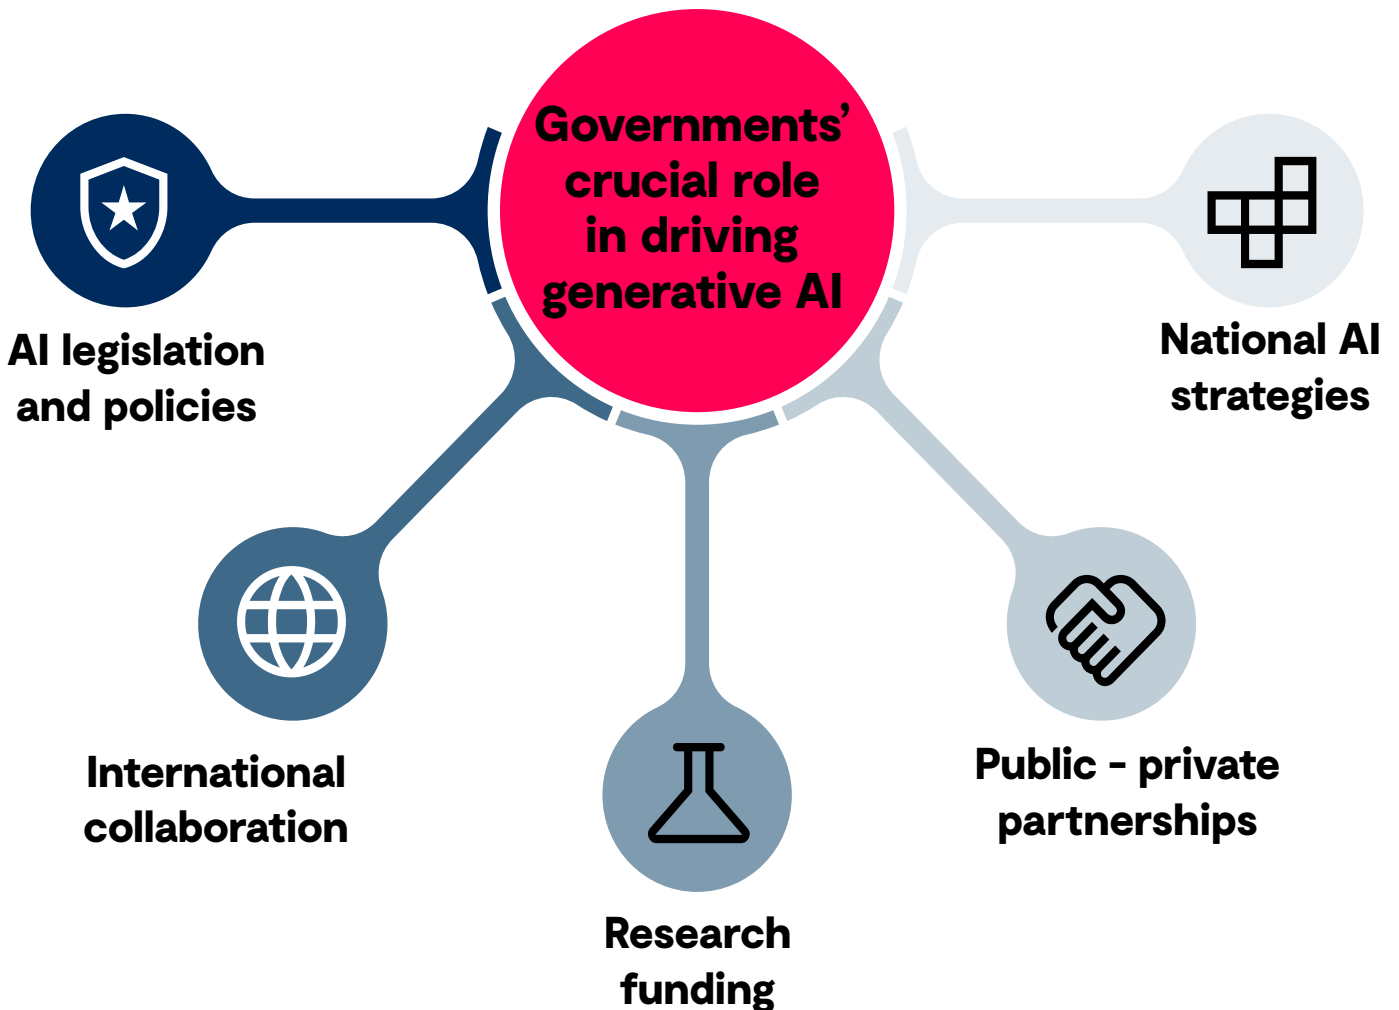 Governments’
crucial role
in driving
generative AI
AI legislation
and policies
National AI
strategies
International
collaboration
Public - private
partnerships
Research
funding